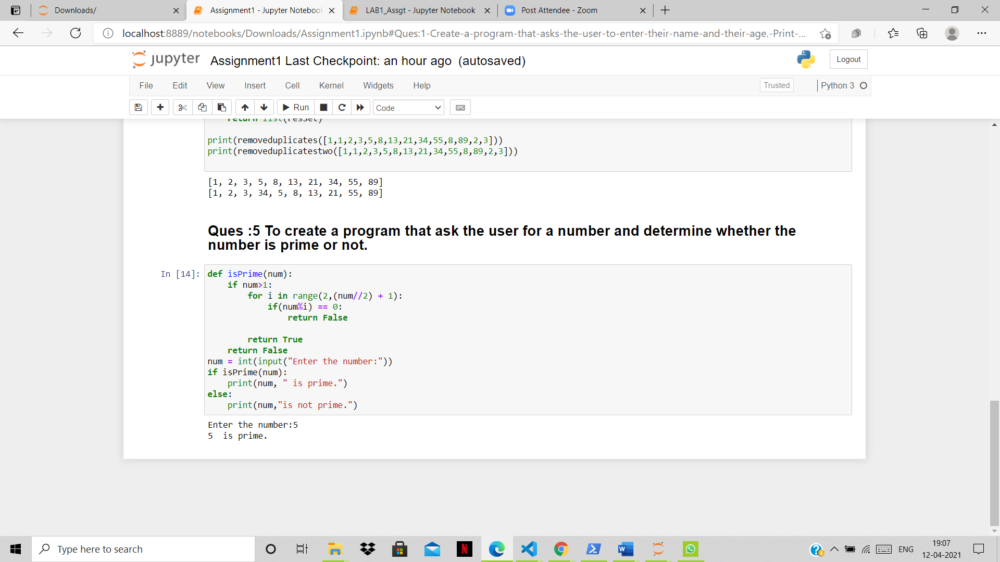 Downloads/
Assignment1 - Jupyter Notebook
LAB1_Assgt - Jupyter Notebook
Post Attendee - Zoom
localhost:8889/notebooks/Downloads/Assignment1.ipynb#Ques:1-Create-a-program-that-asks-the-user-to-enter-their-name-and-their-age.-Print-...
jupyter Assignment1 Last Checkpoint: an hour ago (autosaved)
Logout
File Edit View Insert Cell Kernel Widgets Help
Trusted
Python 3
Run
Code
    return list(resSet)
print(removeduplicates([1,1,2,3,5,8,13,21,34,55,8,89,2,3]))
print(removeduplicatestwo([1,1,2,3,5,8,13,21,34,55,8,89,2,3]))
[1, 2, 3, 5, 8, 13, 21, 34, 55, 89]
[1, 2, 3, 34, 5, 8, 13, 21, 55, 89]
Ques :5 To create a program that ask the user for a number and determine whether the
number is prime or not.
In [14]:
def isPrime(num):
    if num>1:
        for i in range(2,(num//2) + 1):
            if(num%i) == 0:
                return False
        return True
    return False
num = int(input("Enter the number:"))
if isPrime(num):
    print(num, " is prime.")
else:
    print(num,"is not prime.")
Enter the number:5
5  is prime.
Type here to search
ENG
19:07
12-04-2021